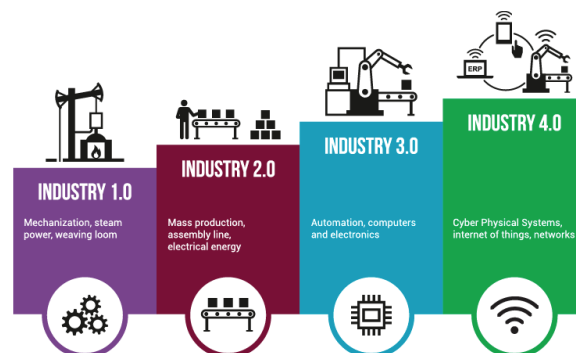 ERP
INDUSTRY 1.0
Mechanization, steam
power, weaving loom
INDUSTRY 2.0
Mass production,
assembly line,
electrical energy
INDUSTRY 3.0
Automation, computers
and electronics
INDUSTRY 4.0
Cyber Physical Systems,
internet of things, networks